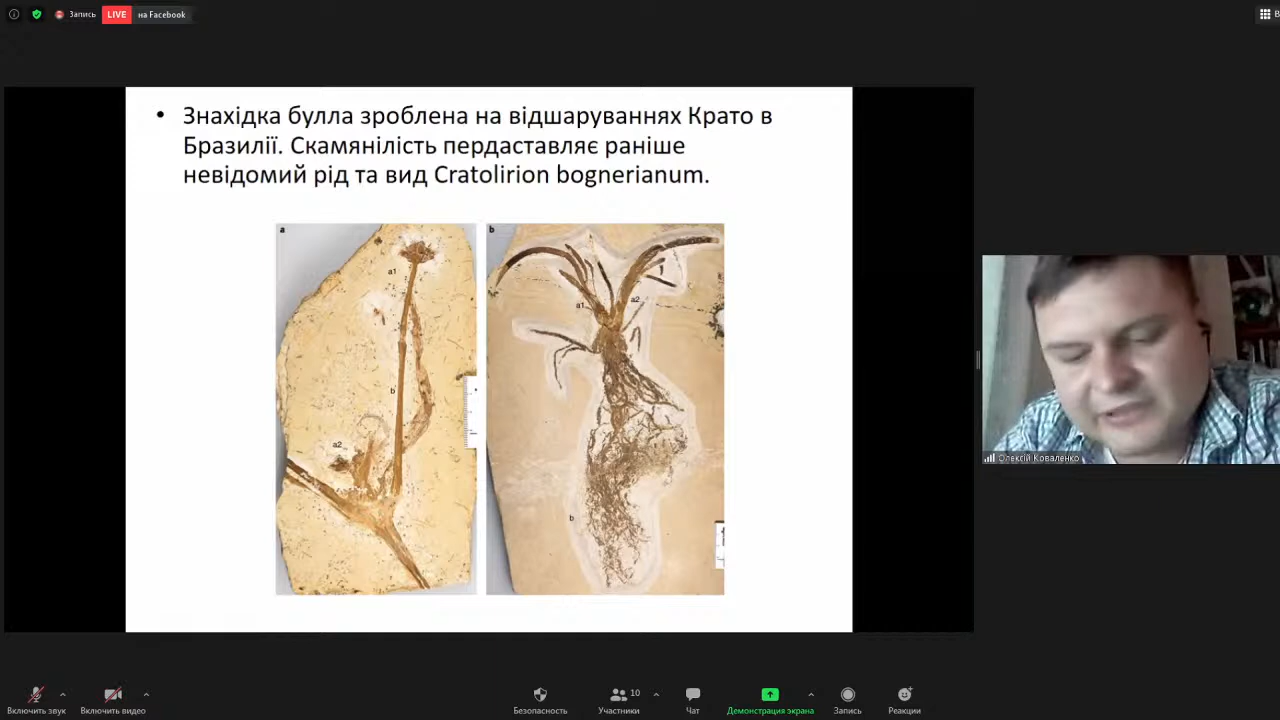 Запись
LIVE
на Facebook
В
• Знахідка булла зроблена на відшаруваннях Крато в
Бразилії. Скамянілість пердаставляє раніше
невідомий рід та вид Cratolirion bognerianum.
a
a1
b
a2
b
a1
a2
b
Олексій Коваленко
Включить звук
Включить видео
Безопасность
10
Участники
Чат
Демонстрация экрана
Запись
Реакции